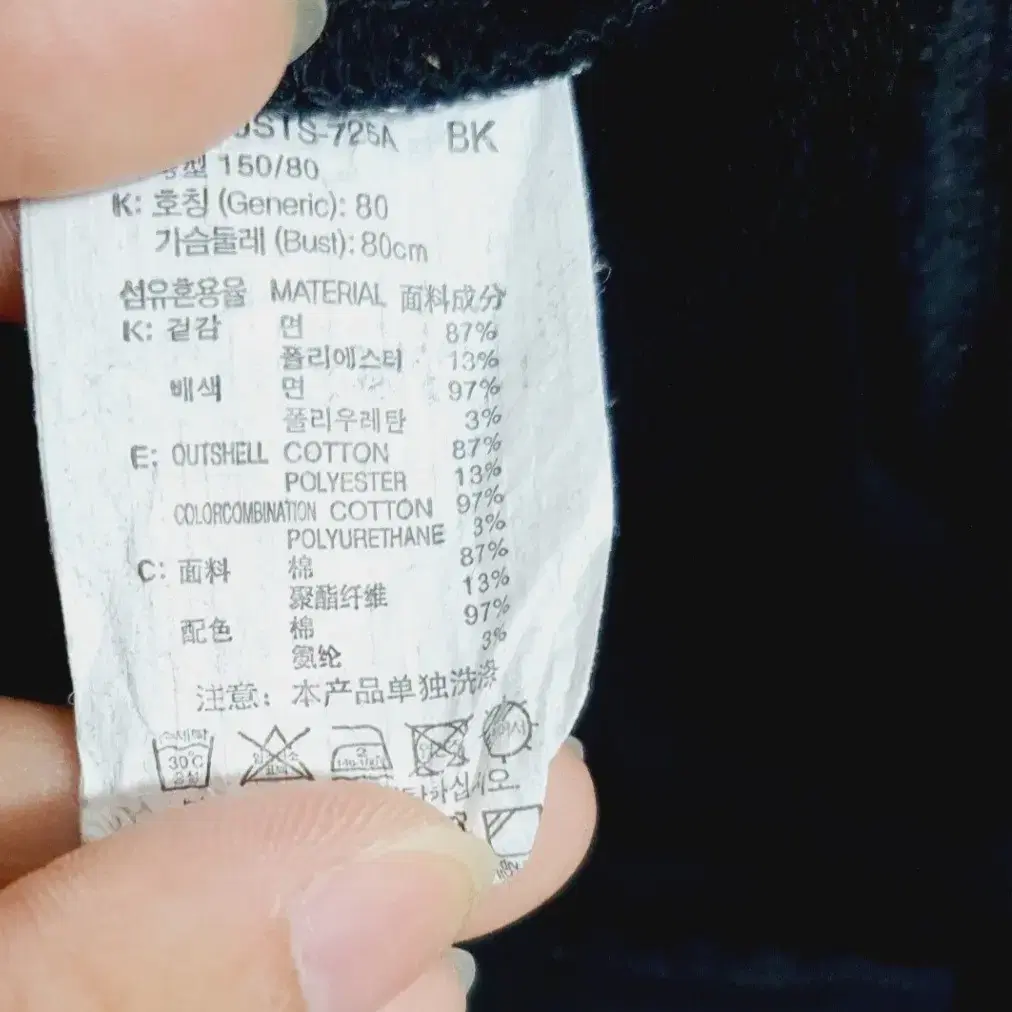 STS-725A BK
型 150/80
K: 호칭 (Generic): 80
가슴둘레 (Bust): 80cm
섬유혼용율 MATERIAL 面料成分
K: 겉감 면 87%
폴리에스터 13%
배색 면 97%
폴리우레탄 3%
E: OUTSHELL COTTON 87%
POLYESTER 13%
COLORCOMBINATION COTTON 97%
POLYURETHANE 3%
C: 面料 棉 87%
聚酯纤维 13%
配色 棉 97%
氨纶 3%
注意: 本产品单独洗涤
30℃